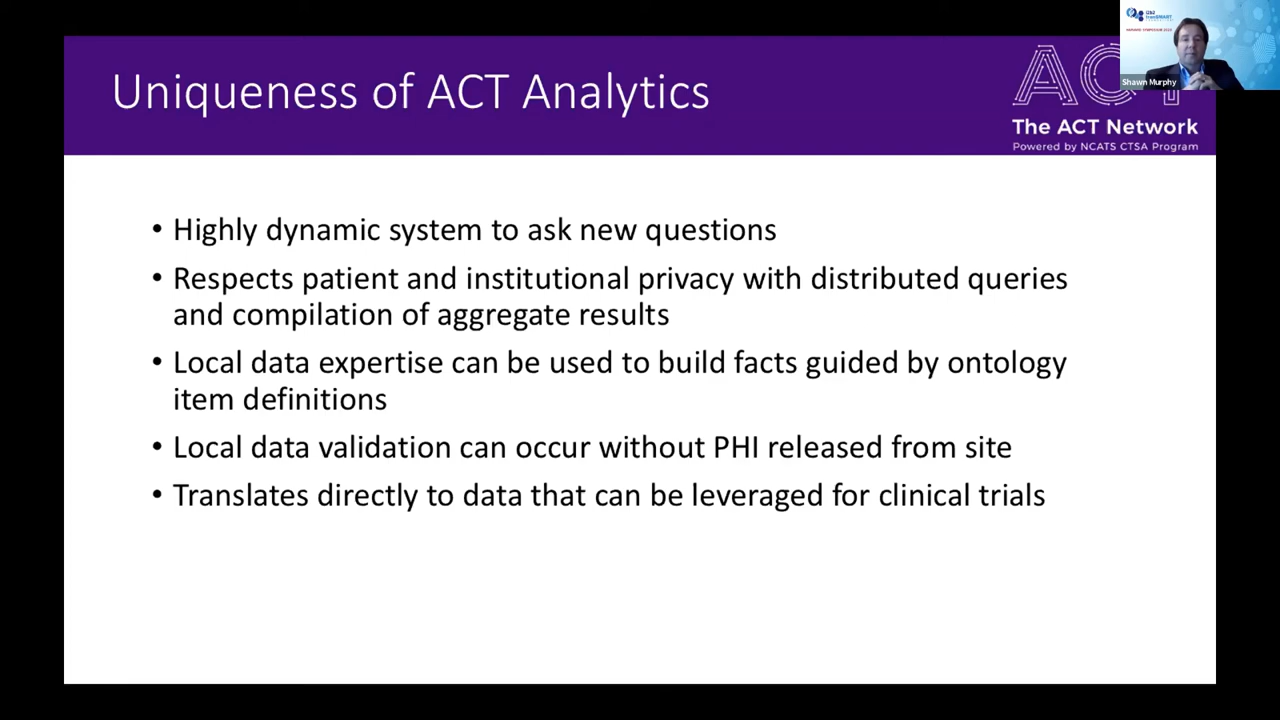 Uniqueness of ACT Analytics
The ACT Network
Powered by NCATS CTSA Program
Shawn Murphy
• Highly dynamic system to ask new questions
• Respects patient and institutional privacy with distributed queries
and compilation of aggregate results
• Local data expertise can be used to build facts guided by ontology
item definitions
• Local data validation can occur without PHI released from site
• Translates directly to data that can be leveraged for clinical trials